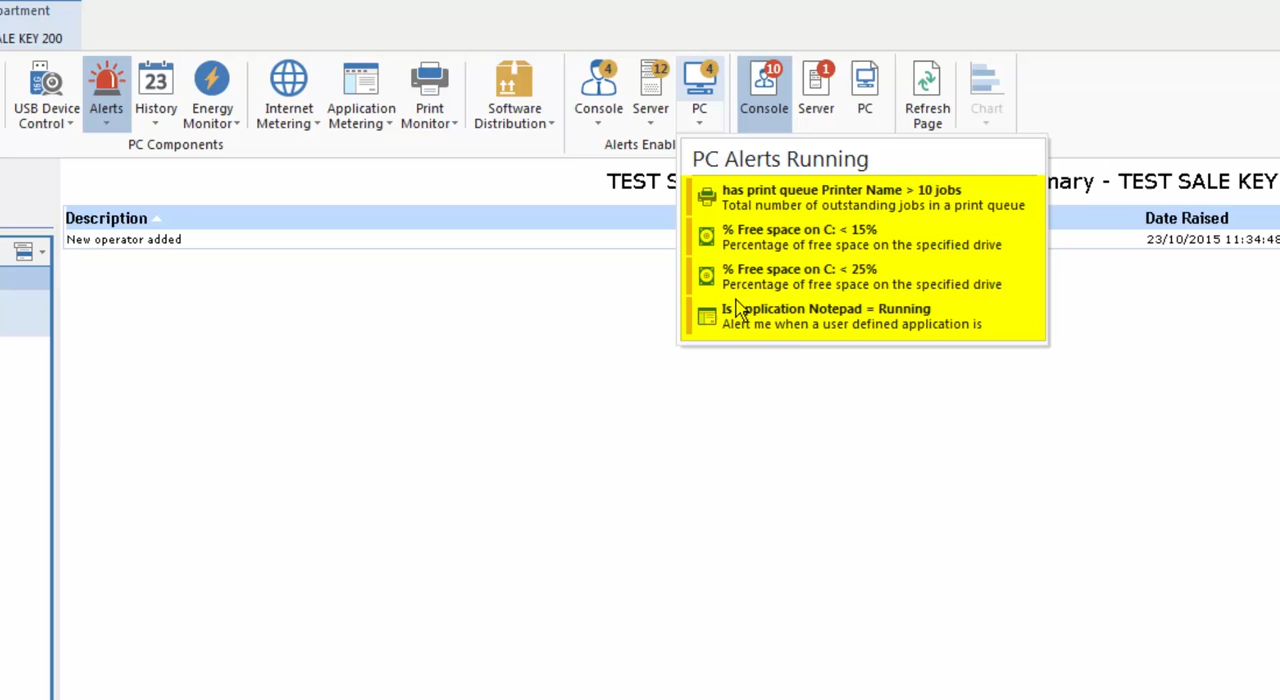 partment
ALE KEY 200
USB Device Control
Alerts
23
History
Energy Monitor
Internet Metering
Application Metering
Print Monitor
Software Distribution
4
Console
12
Server
4
PC
10
Console
1
Server
PC
Refresh Page
Chart
PC Components
Alerts Enabl
PC Alerts Running
has print queue Printer Name > 10 jobs
Total number of outstanding jobs in a print queue
% Free space on C: < 15%
Percentage of free space on the specified drive
% Free space on C: < 25%
Percentage of free space on the specified drive
Is Application Notepad = Running
Alert me when a user defined application is
TEST S
mary - TEST SALE KEY
Description
Date Raised
New operator added
23/10/2015 11:34:48